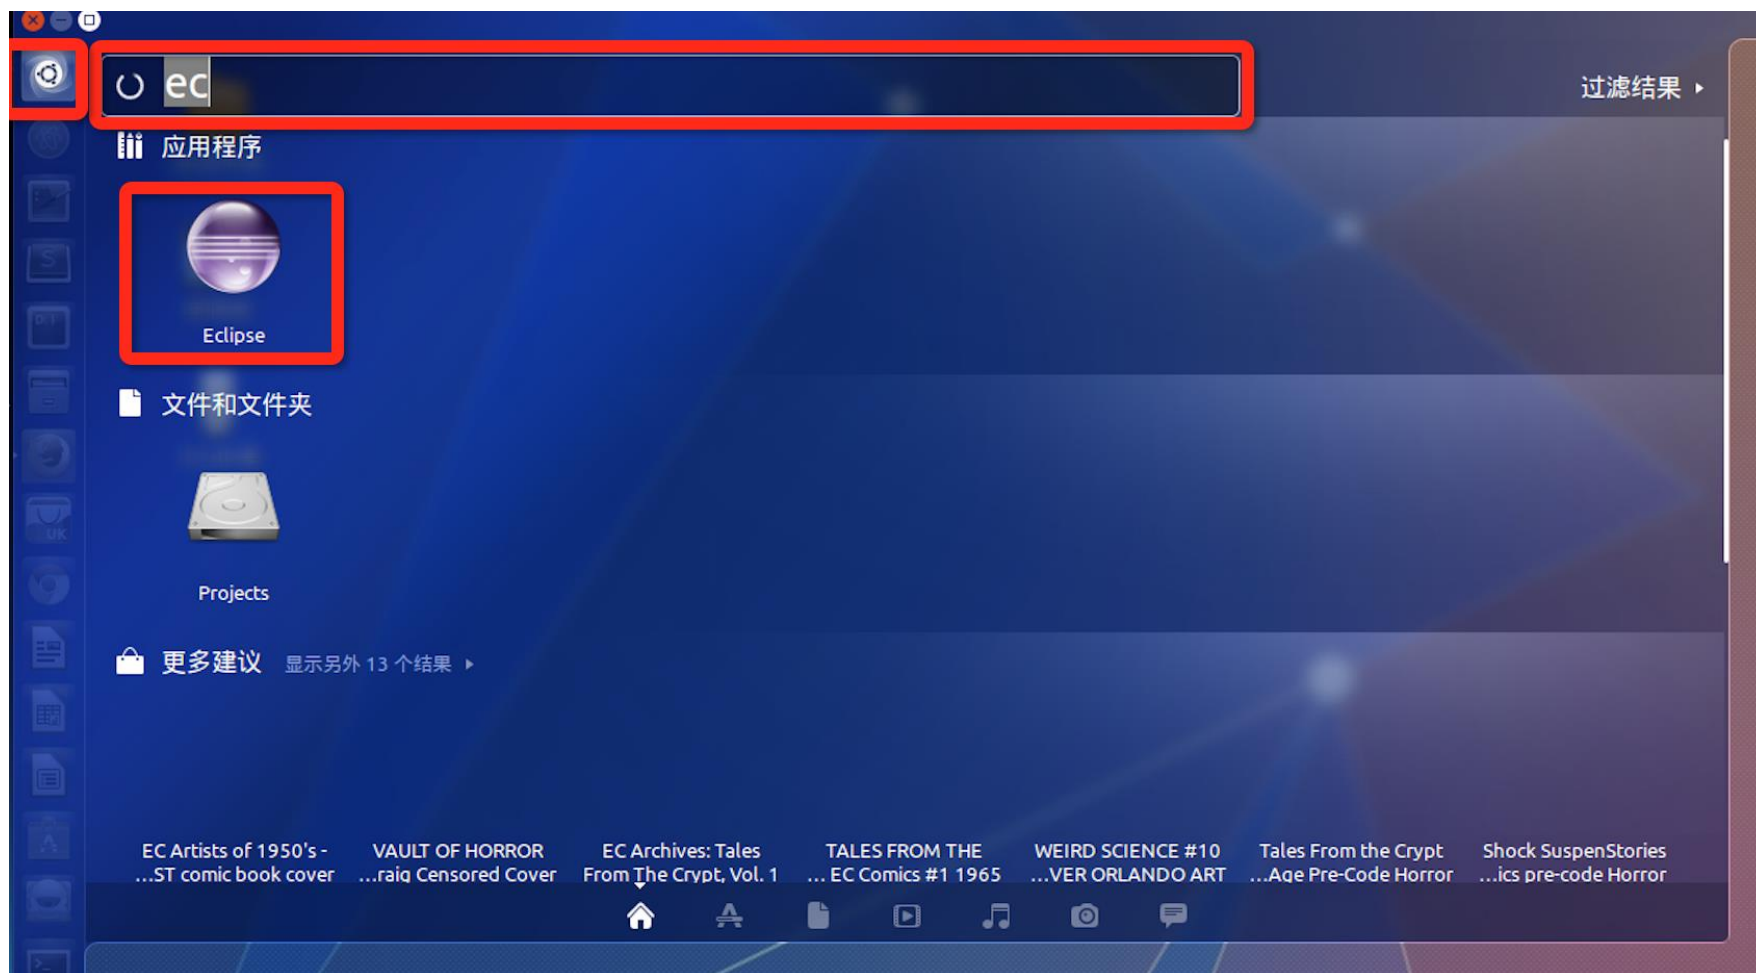 ec
过滤结果
应用程序
Eclipse
文件和文件夹
Projects
更多建议 显示另外 13 个结果
EC Artists of 1950's -
...ST comic book cover
VAULT OF HORROR
...raig Censored Cover
EC Archives: Tales
From The Crypt, Vol. 1
TALES FROM THE
... EC Comics #1 1965
WEIRD SCIENCE #10
...VER ORLANDO ART
Tales From the Crypt
...Age Pre-Code Horror
Shock SuspenStories
...ics pre-code Horror